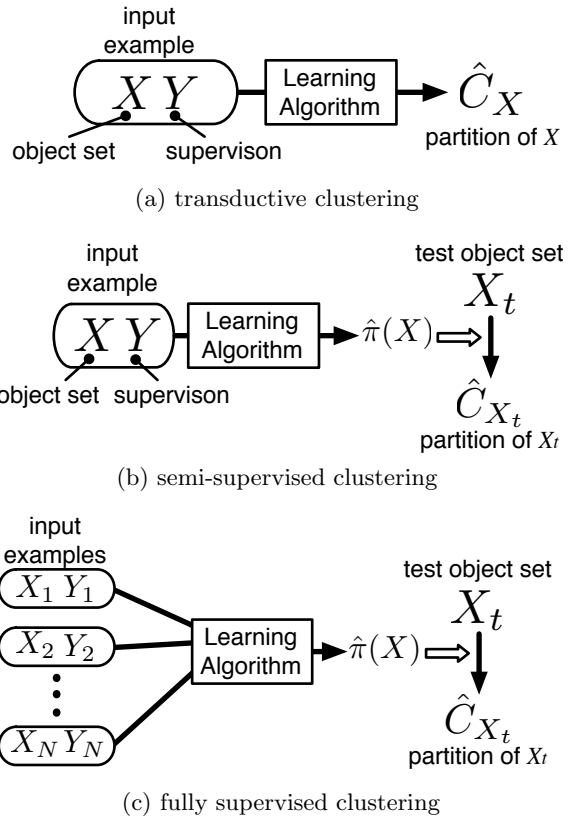 input
example
X Y
Learning
Algorithm
Ĉ_X
object set
supervison
partition of X
(a) transductive clustering
input
example
X Y
Learning
Algorithm
π̂(X)
test object set
X_t
Ĉ_{X_t}
object set
supervison
partition of X_t
(b) semi-supervised clustering
input
examples
X_1 Y_1
X_2 Y_2
X_N Y_N
Learning
Algorithm
π̂(X)
test object set
X_t
Ĉ_{X_t}
partition of X_t
(c) fully supervised clustering